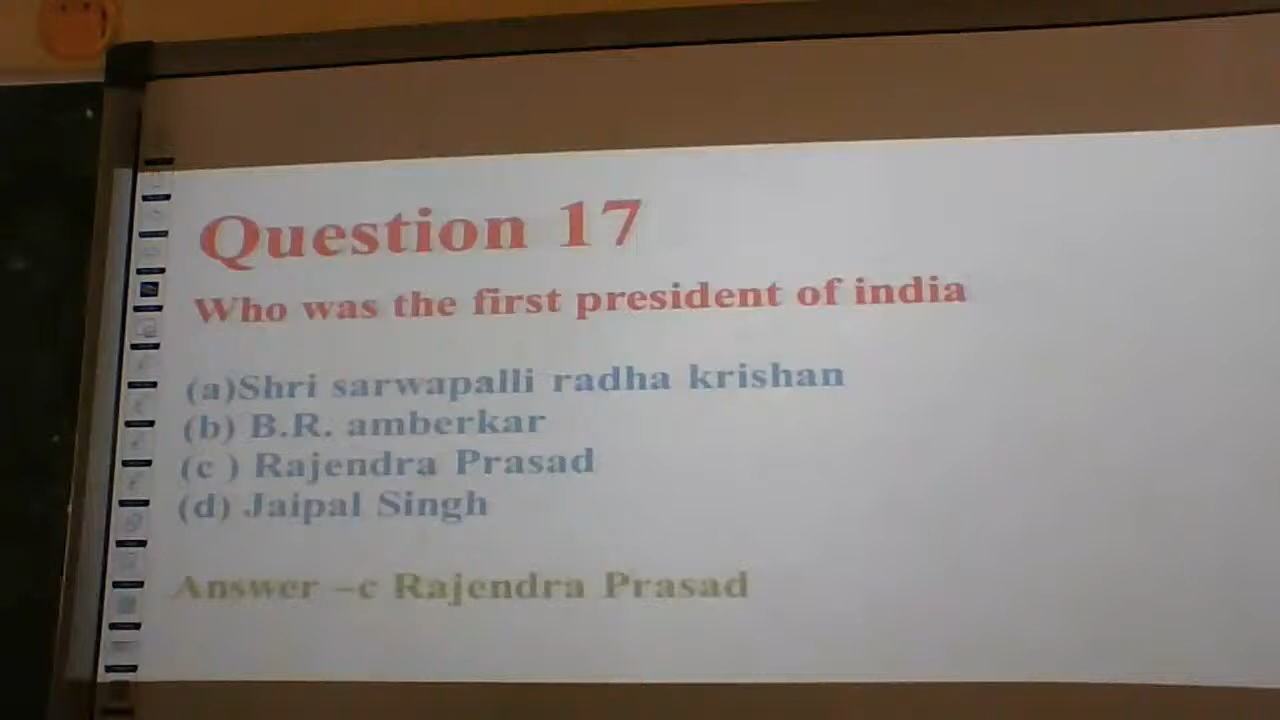 Question 17
Who was the first president of india
(a)Shri sarwapalli radha krishan
(b) B.R. amberkar
(c ) Rajendra Prasad
(d) Jaipal Singh
Answer –c Rajendra Prasad